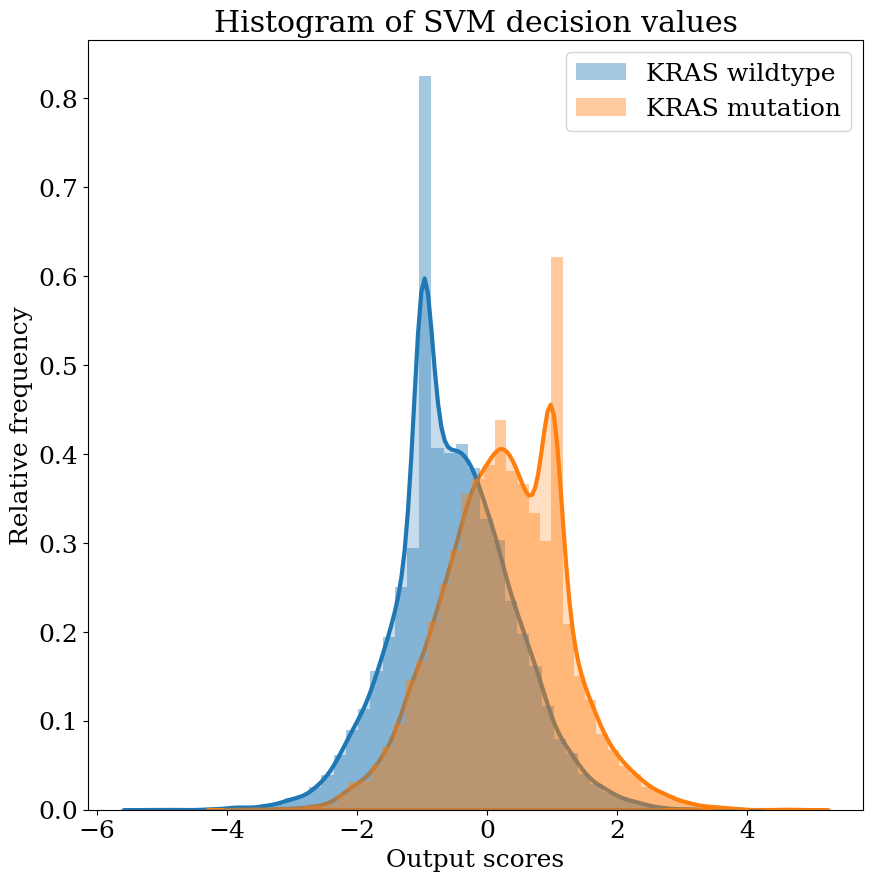 Histogram of SVM decision values
KRAS wildtype
KRAS mutation
Relative frequency
0.8
0.7
0.6
0.5
0.4
0.3
0.2
0.1
0.0
−6 −4 −2 0 2 4
Output scores